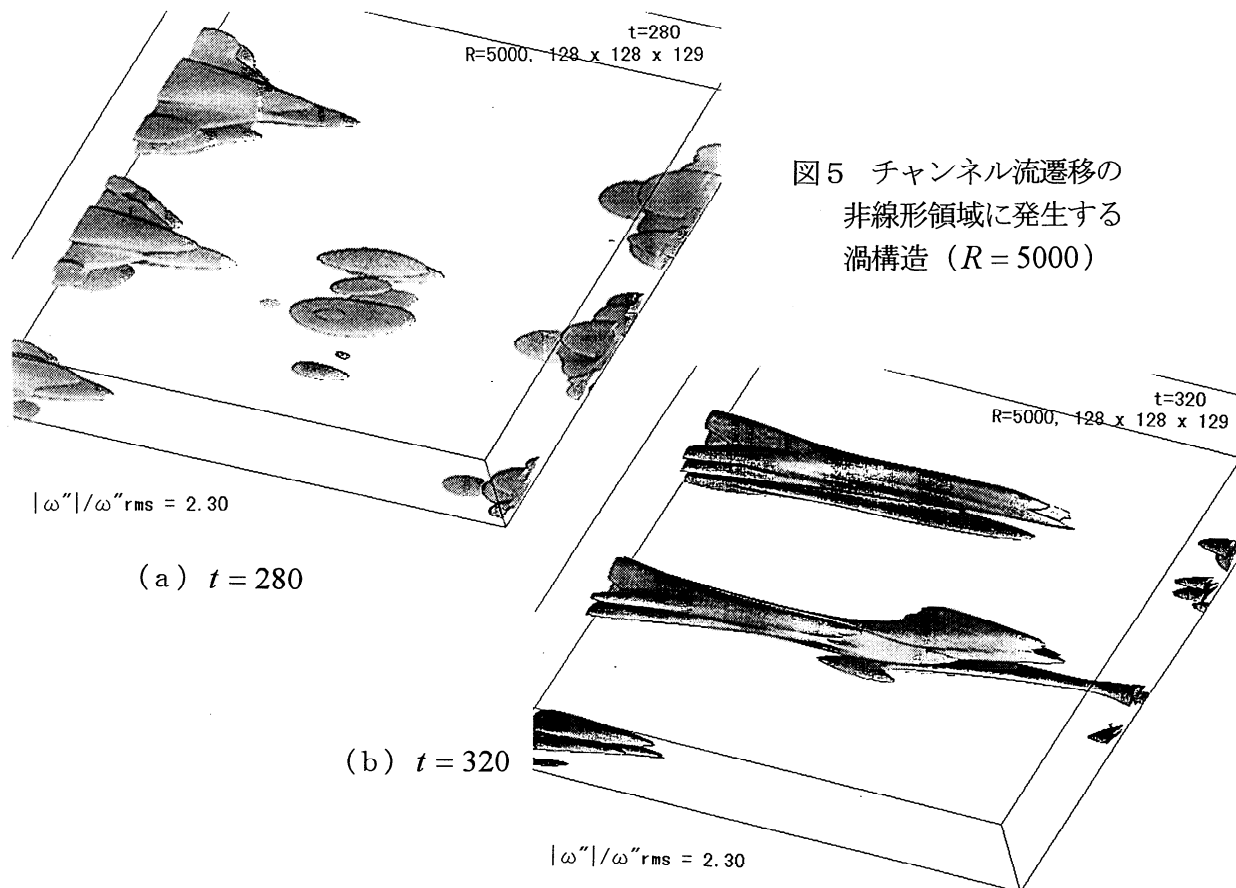 t=280
R=5000, 128 x 128 x 129
図5 チャンネル流遷移の
非線形領域に発生する
渦構造（R = 5000）
|ω″|/ω″rms = 2.30
(a) t = 280
t=320
R=5000, 128 x 128 x 129
(b) t = 320
|ω″|/ω″rms = 2.30